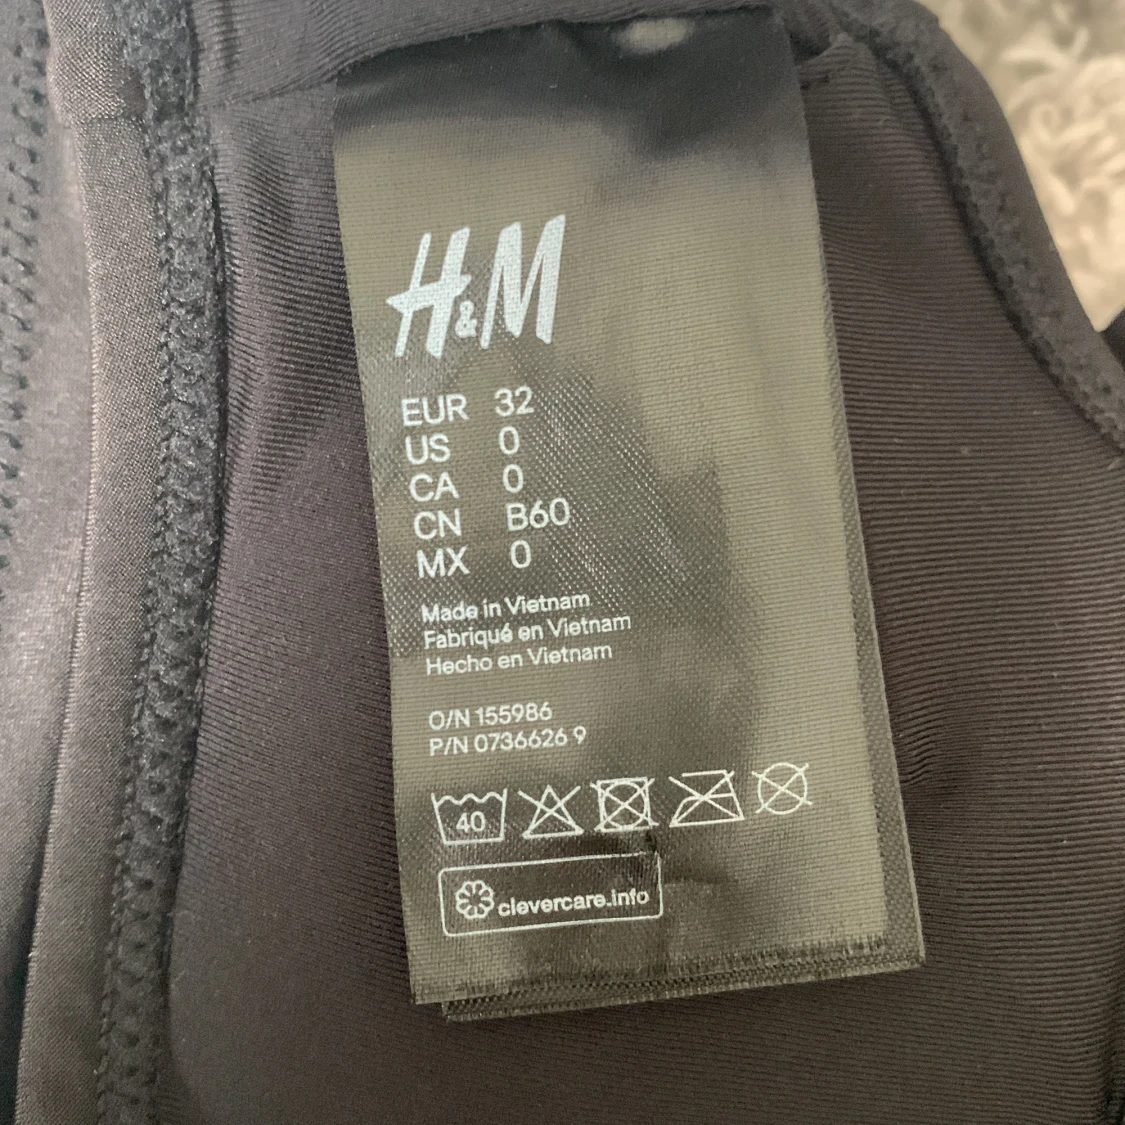 H&M
EUR 32
US 0
CA 0
CN B60
MX 0
Made in Vietnam
Fabriqué en Vietnam
Hecho en Vietnam
O/N 155986
P/N 0736626 9
40
clevercare.info